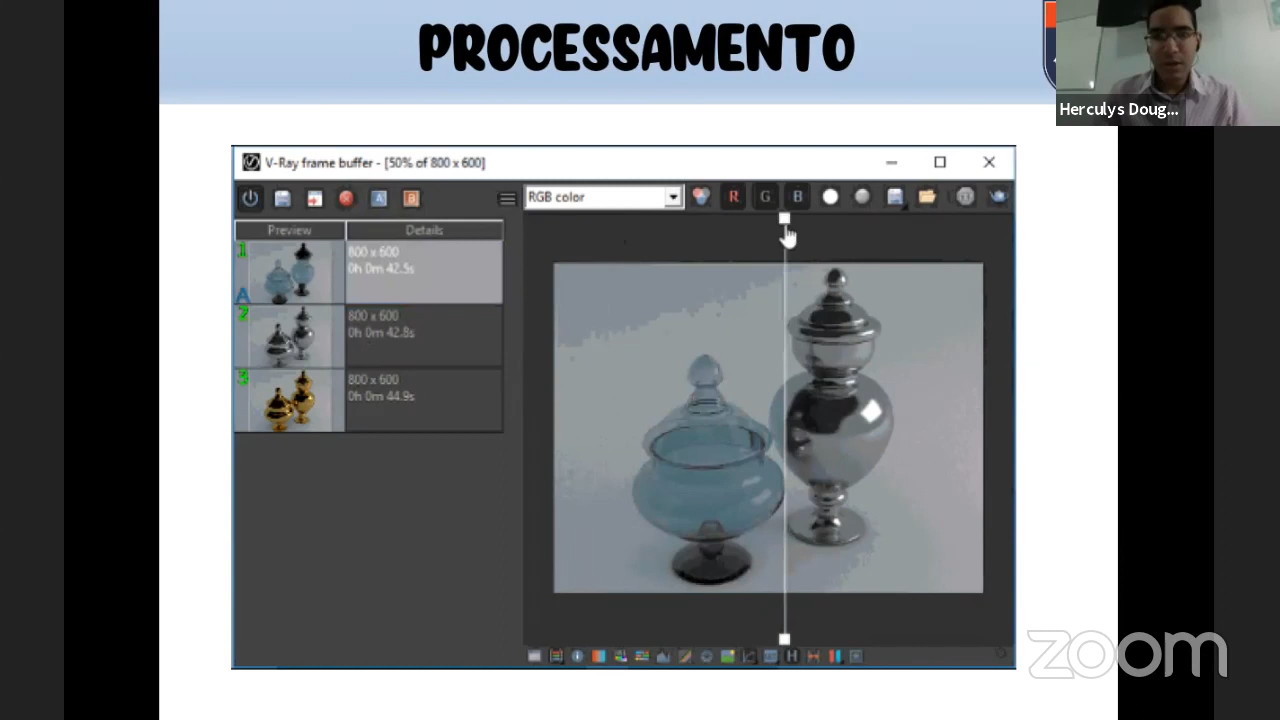 PROCESSAMENTO
Herculys Doug...
V-Ray frame buffer - [50% of 800 x 600]
A
B
RGB color
R
G
B
Preview
Details
1
800 x 600
0h 0m 42.5s
A
2
800 x 600
0h 0m 42.8s
3
800 x 600
0h 0m 44.9s
H
zoom